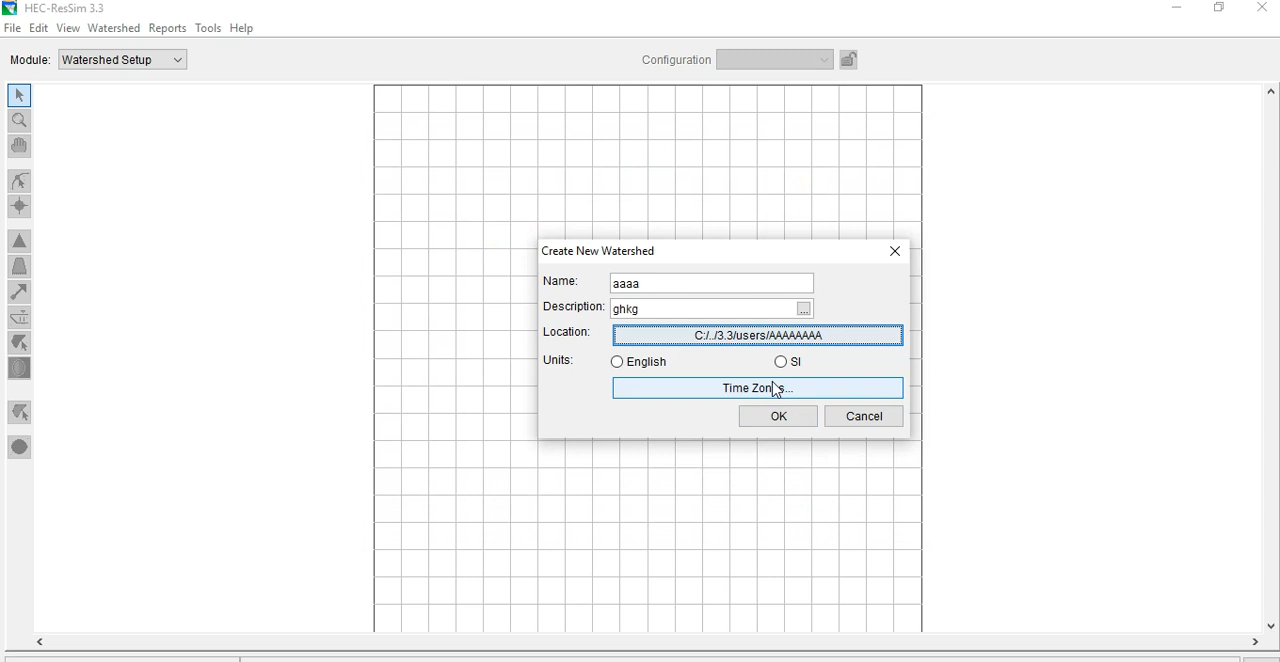 HEC-ResSim 3.3
File Edit View Watershed Reports Tools Help
Module: Watershed Setup Configuration
Create New Watershed
Name: aaaa
Description: ghkg ...
Location: C:/../3.3/users/AAAAAAAA
Units: English SI
Time Zones...
OK Cancel